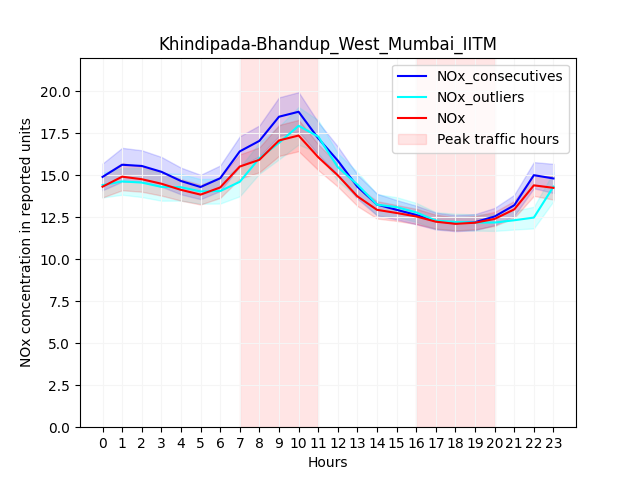 Khindipada-Bhandup_West_Mumbai_IITM
NOx_consecutives
NOx_outliers
NOx
Peak traffic hours
NOx concentration in reported units
20.0
17.5
15.0
12.5
10.0
7.5
5.0
2.5
0.0
0 1 2 3 4 5 6 7 8 9 10 11 12 13 14 15 16 17 18 19 20 21 22 23
Hours